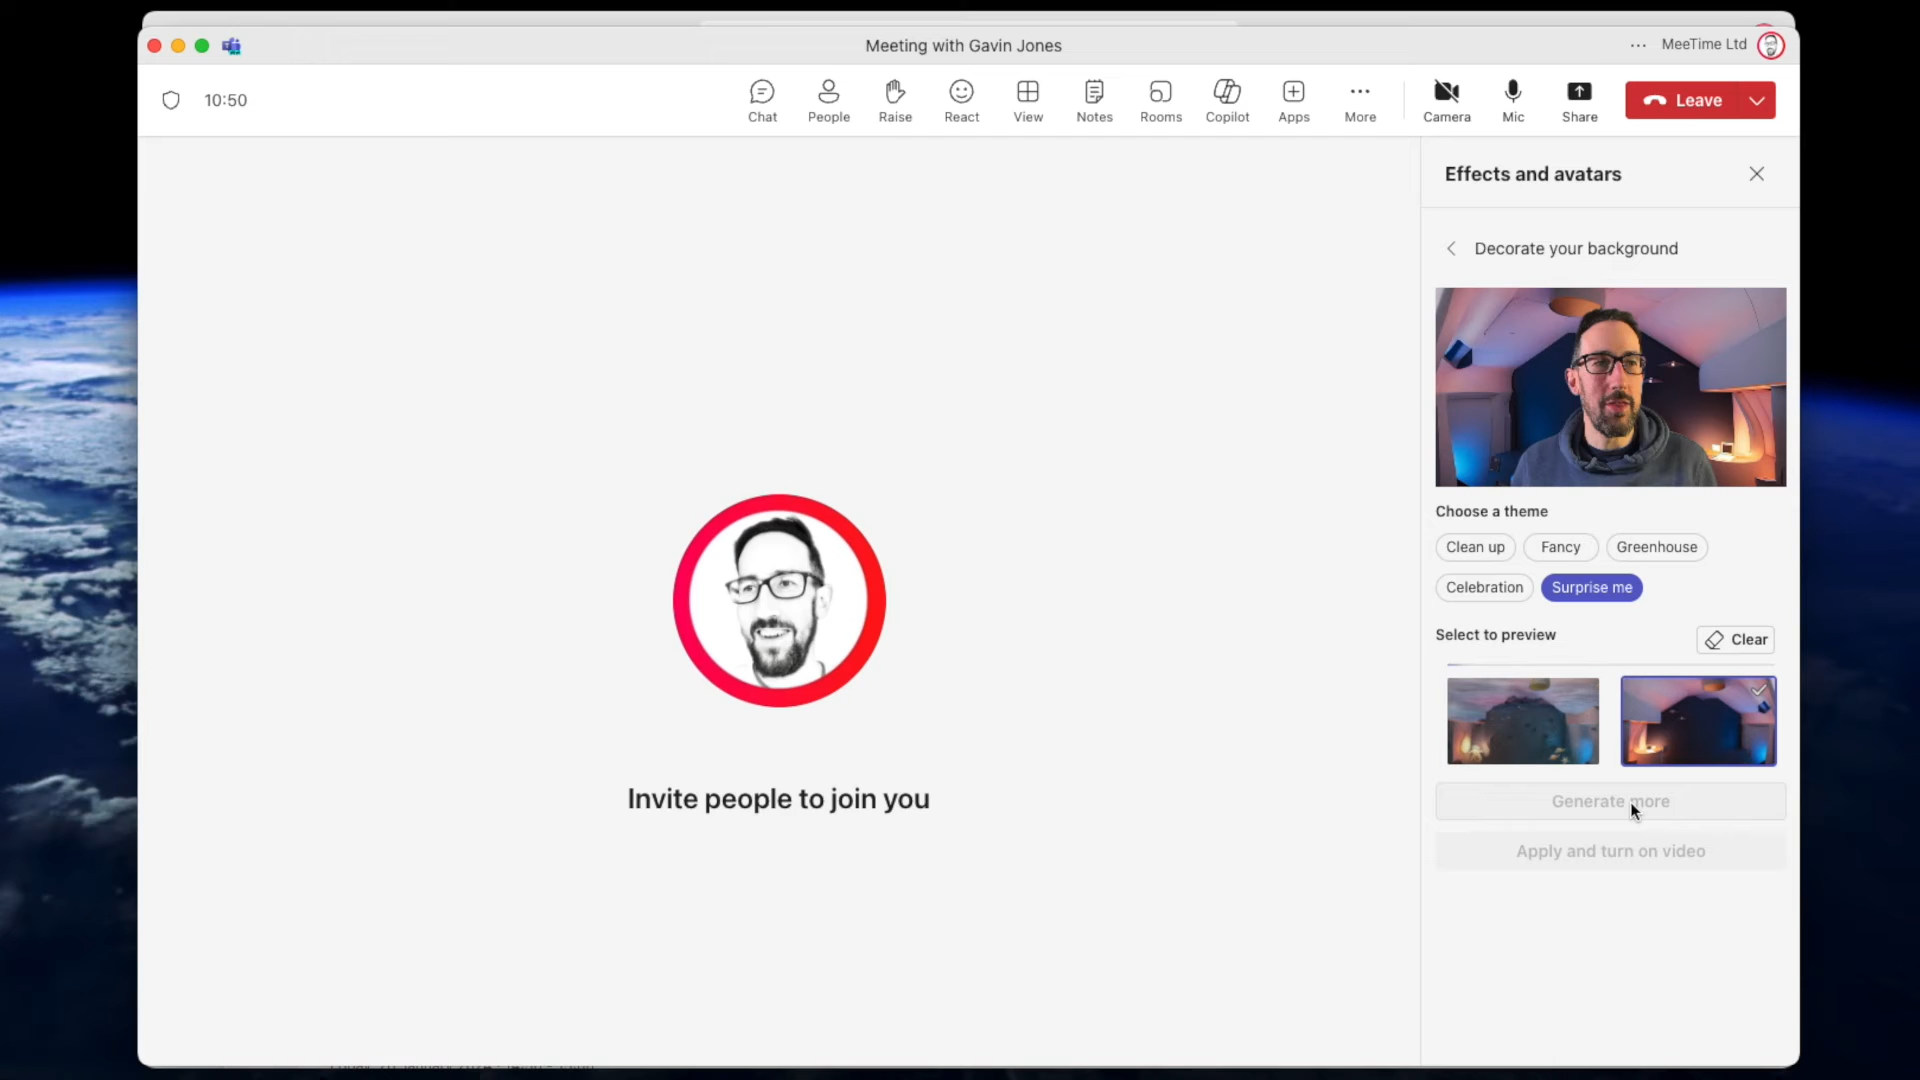 Meeting with Gavin Jones
MeeTime Ltd
10:50
Chat
People
Raise
React
View
Notes
Rooms
Copilot
Apps
More
Camera
Mic
Share
Leave
Effects and avatars
Decorate your background
Choose a theme
Clean up
Fancy
Greenhouse
Celebration
Surprise me
Select to preview
Clear
Generate more
Apply and turn on video
Invite people to join you